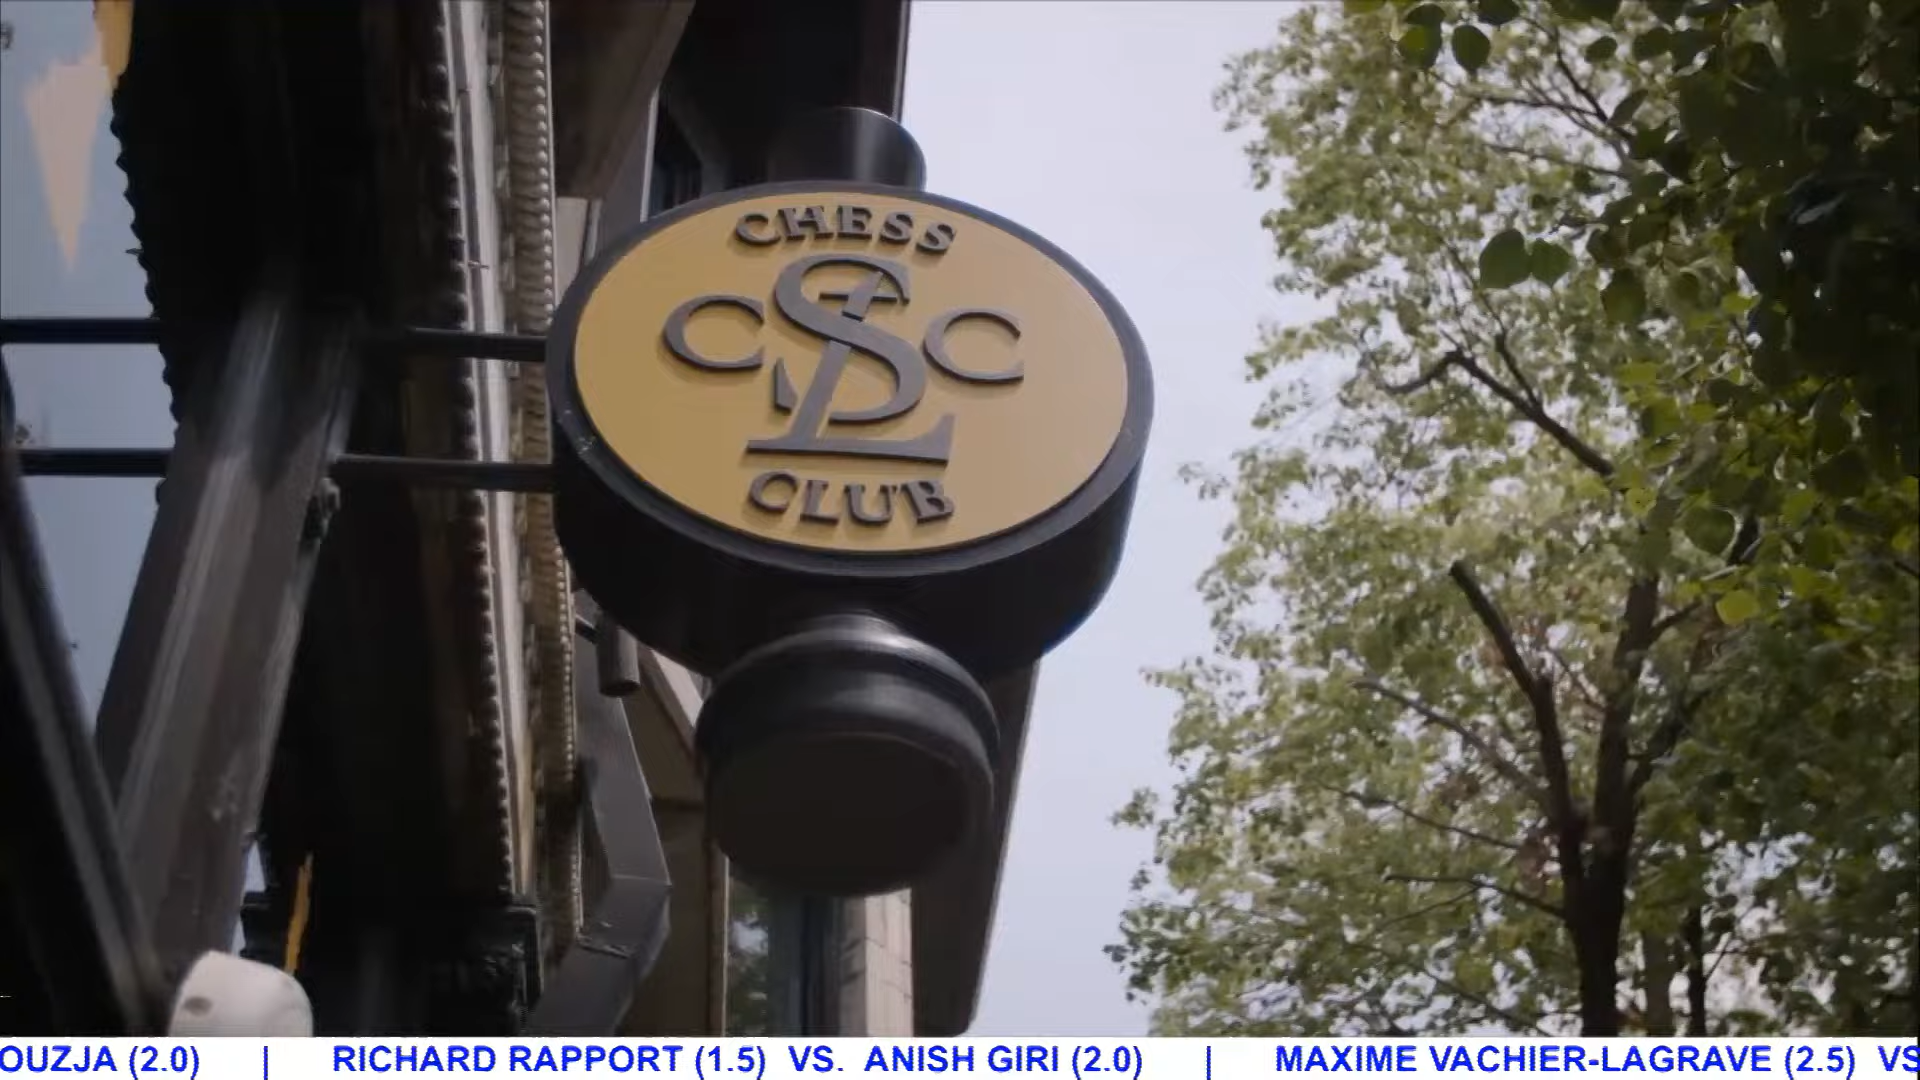 CHESS
C SL C
CLUB
OUZJA (2.0) | RICHARD RAPPORT (1.5) VS. ANISH GIRI (2.0) | MAXIME VACHIER-LAGRAVE (2.5) VS